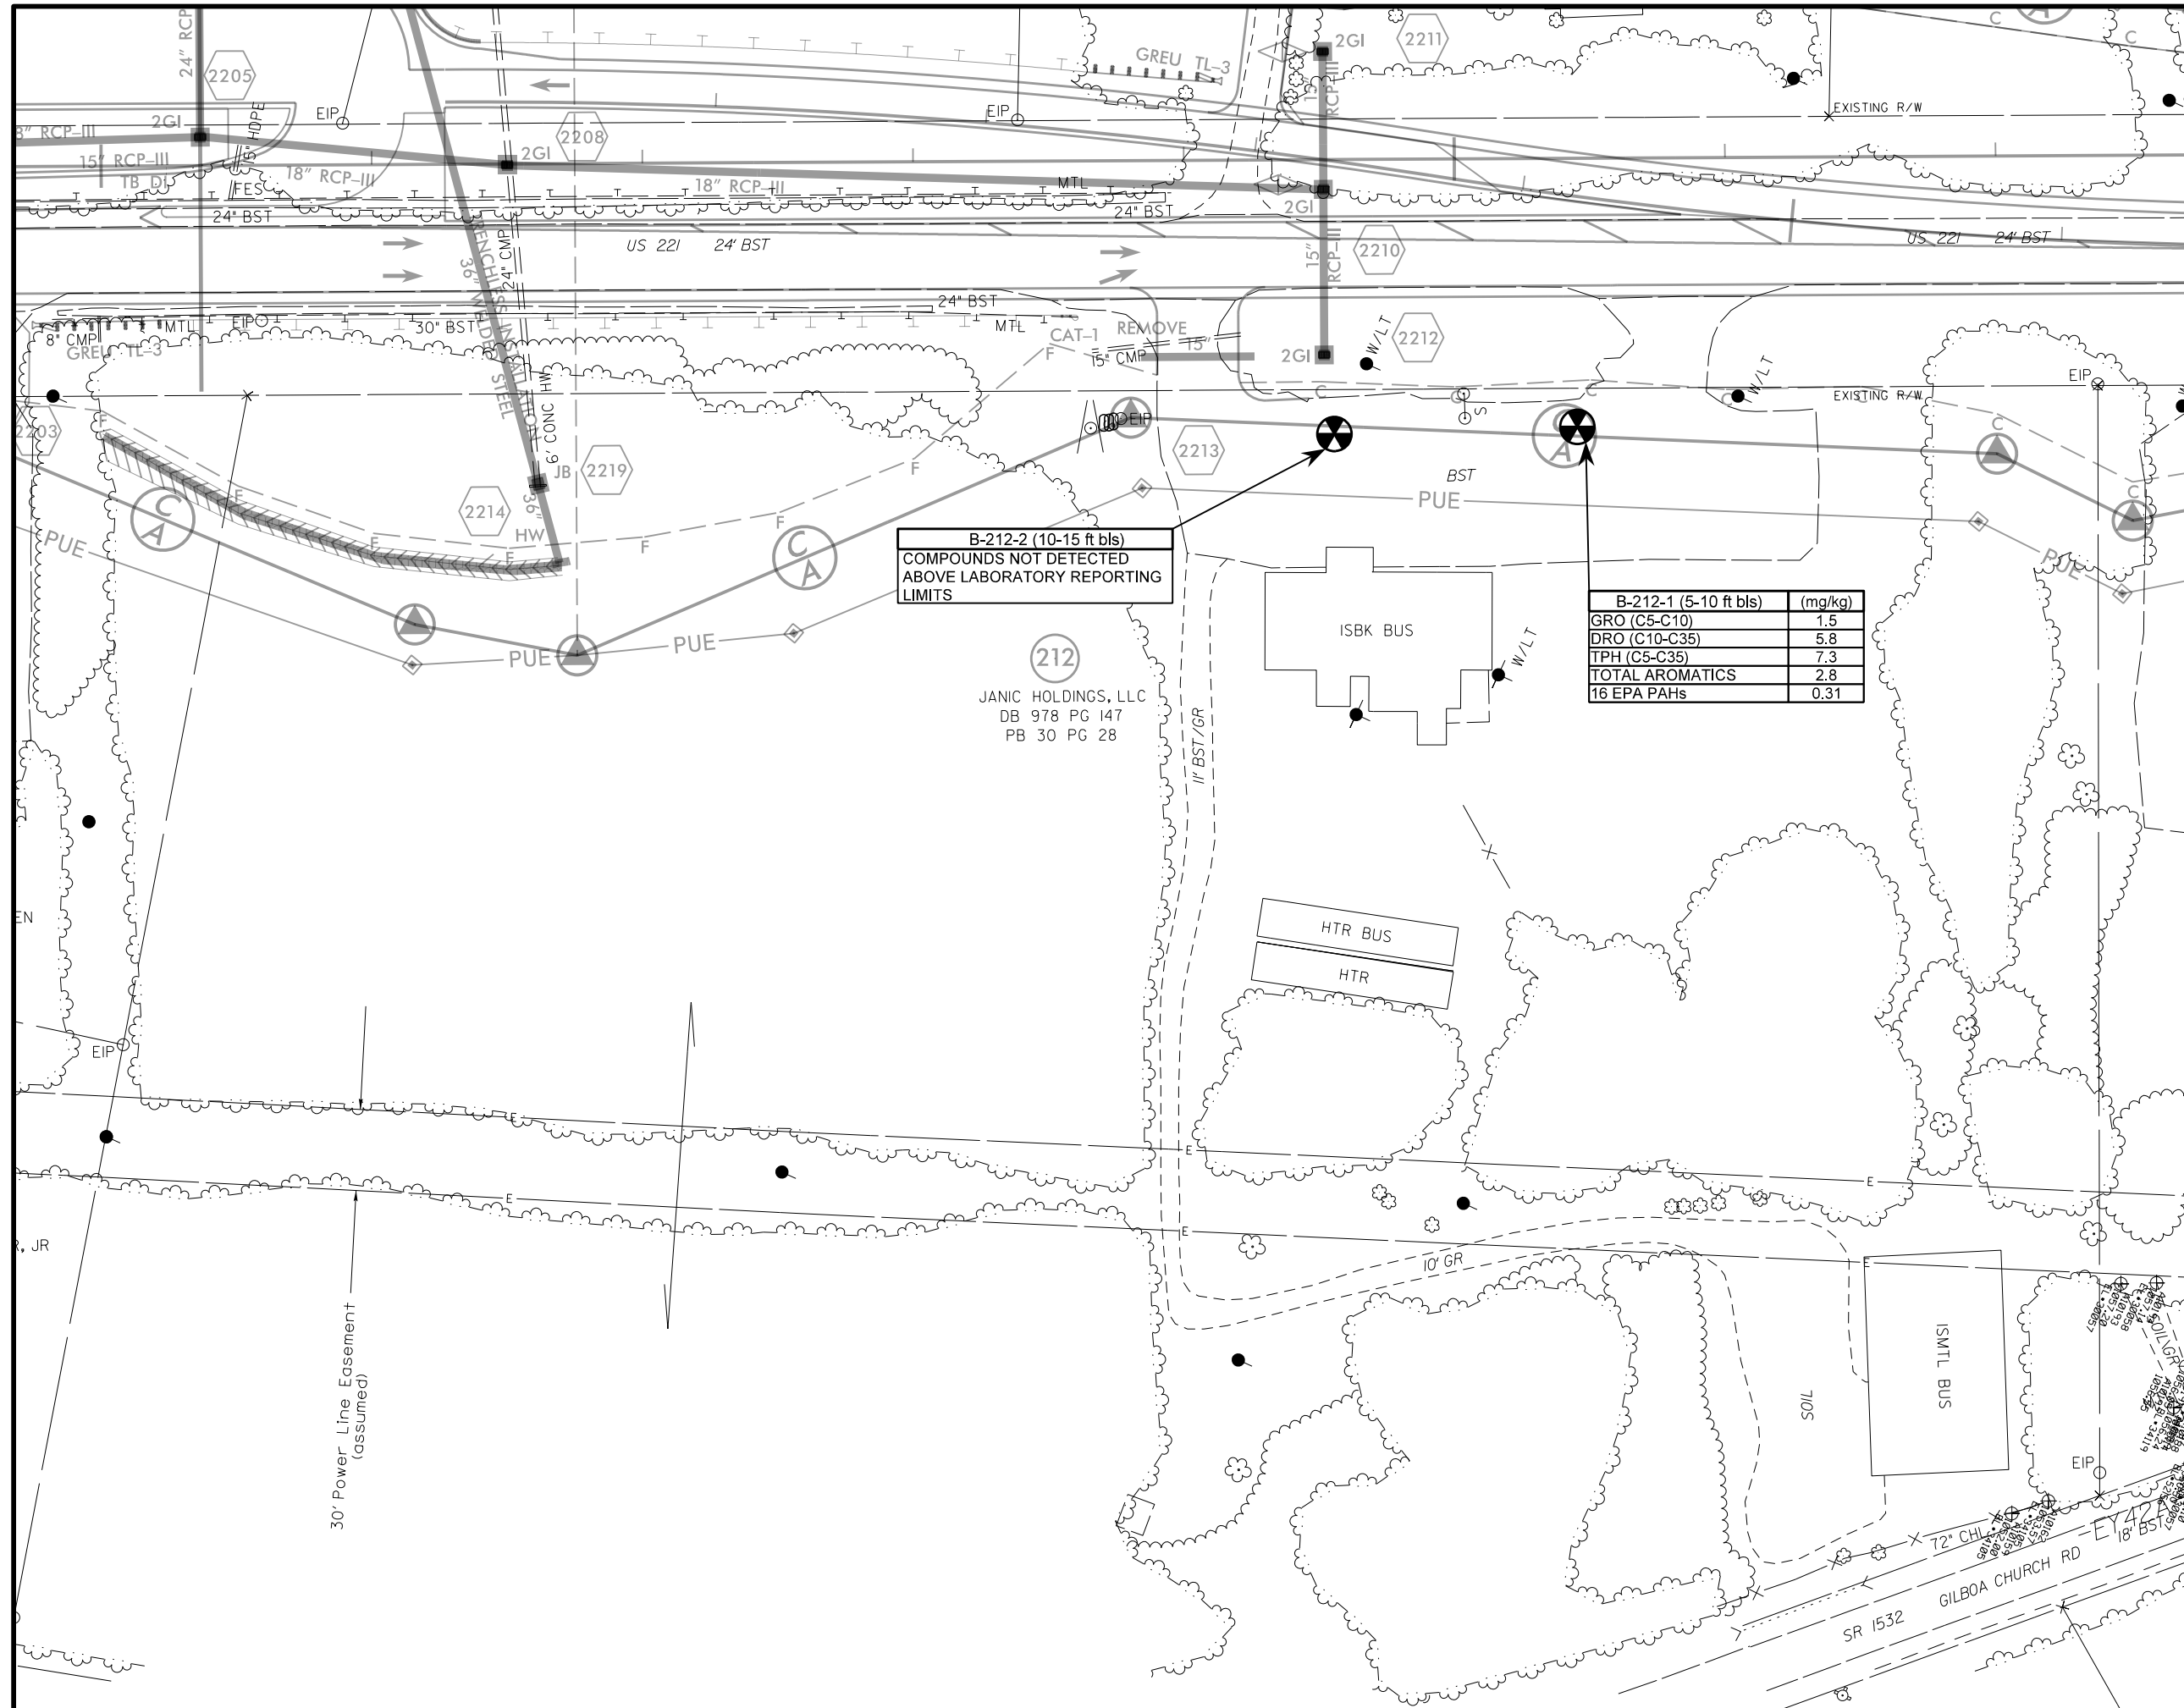 24" RCP
2205
2GI
2211
GREU TL-3
C
A
C
C
EIP
EIP
EXISTING R/W
15"
RCP-III
2GI
2208
15" HDPE
8" RCP-III
2GI
15" RCP-III
TB DI
FES
18" RCP-III
18" RCP-III
MTL
24" BST
24" BST
2GI
US 221 24' BST
US 221 24' BST
15"
RCP-III
2210
24" CMP
TRENCHLESS INSTALLATION
36" WELDED STEEL
24" BST
MTL
EIP
30" BST
MTL
CAT-1
REMOVE
15'
15" CMP
2GI
W/LT
2212
8" CMP
GREU TL-3
F
EIP
W/LT
EXISTING R/W
C
C
C
C
C
S
2203
F
6' CONC HW
EIP
2213
C
A
JB
2219
F
BST
PUE
F
2214
36"
HW
F
F
F
F
C
A
C
A
PUE
C
PUE
B-212-2 (10-15 ft bls)
COMPOUNDS NOT DETECTED
ABOVE LABORATORY REPORTING
LIMITS
B-212-1 (5-10 ft bls) (mg/kg)
GRO (C5-C10) 1.5
DRO (C10-C35) 5.8
TPH (C5-C35) 7.3
TOTAL AROMATICS 2.8
16 EPA PAHs 0.31
ISBK BUS
W/LT
PUE
PUE
212
JANIC HOLDINGS, LLC
DB 978 PG 147
PB 30 PG 28
11' BST/GR
EN
HTR BUS
HTR
EIP
E
E
E
E
E
E
R, JR
10' GR
30' Power Line Easement
(assumed)
SOIL
ISMTL BUS
SOIL/GR
EIP
72" CHL
18' BST
SR 1532 GILBOA CHURCH RD